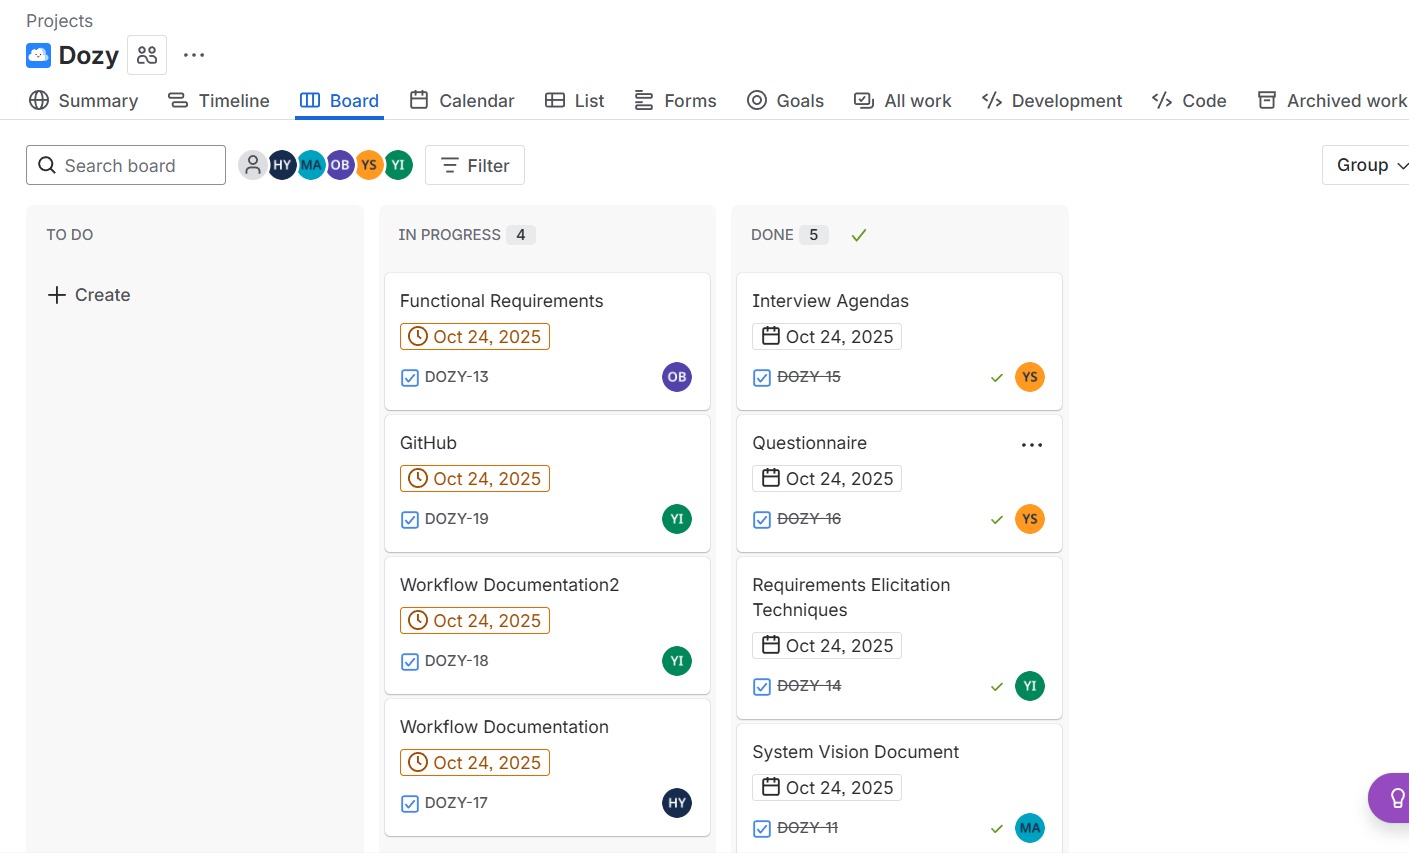 Projects
Dozy
Summary
Timeline
Board
Calendar
List
Forms
Goals
All work
Development
Code
Archived work
Search board
HY
MA
OB
YS
YI
Filter
Group
TO DO
Create
IN PROGRESS 4
Functional Requirements
Oct 24, 2025
DOZY-13
OB
GitHub
Oct 24, 2025
DOZY-19
YI
Workflow Documentation2
Oct 24, 2025
DOZY-18
YI
Workflow Documentation
Oct 24, 2025
DOZY-17
HY
DONE 5
Interview Agendas
Oct 24, 2025
DOZY-15
YS
Questionnaire
Oct 24, 2025
DOZY-16
YS
Requirements Elicitation
Techniques
Oct 24, 2025
DOZY-14
YI
System Vision Document
Oct 24, 2025
DOZY-11
MA